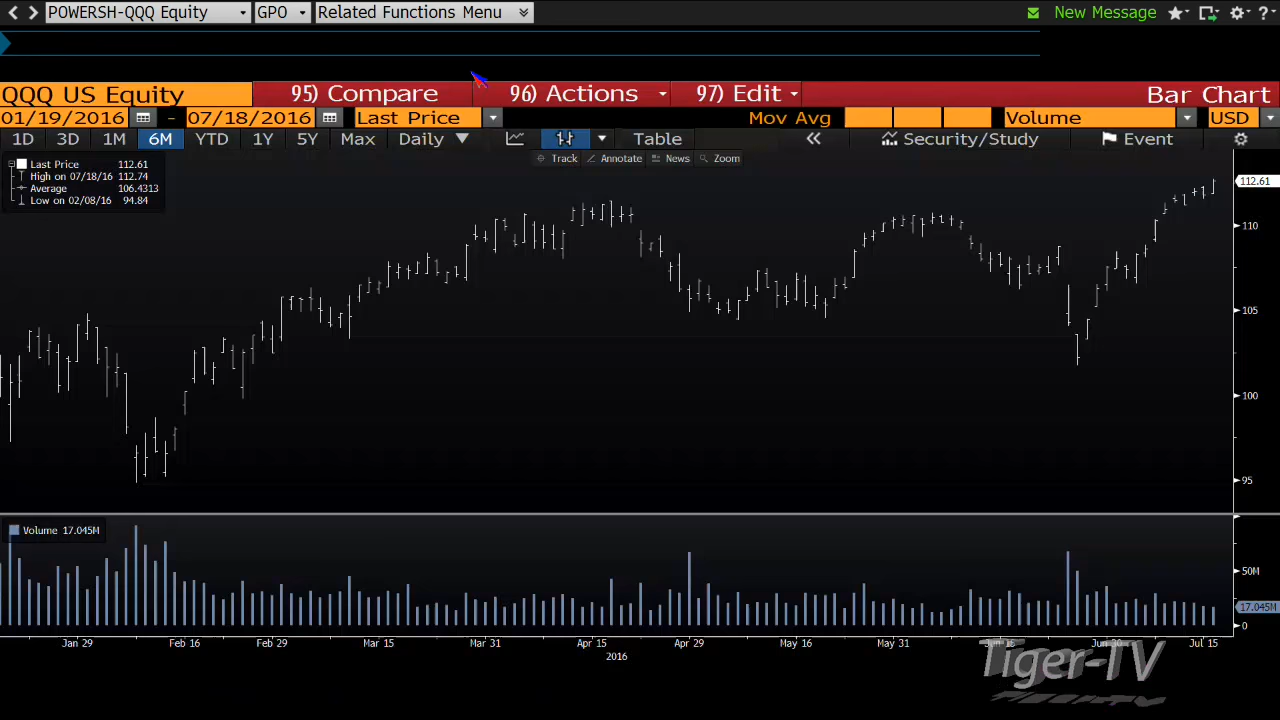 POWERSH-QQQ Equity GPO Related Functions Menu New Message ?
QQQ US Equity 95) Compare 96) Actions 97) Edit Bar Chart
01/19/2016 - 07/18/2016 Last Price Mov Avg Volume USD
1D 3D 1M 6M YTD 1Y 5Y Max Daily Table Security/Study Event
Track Annotate News Zoom
Last Price 112.61
High on 07/18/16 112.74
Average 106.4313
Low on 02/08/16 94.84
112.61
110
105
100
95
Volume 17.045M
50M
17.045M
0
Jan 29 Feb 16 Feb 29 Mar 15 Mar 31 Apr 15 Apr 29 May 16 May 31 Jun 15 Jun 30 Jul 15
2016
Tiger-TV